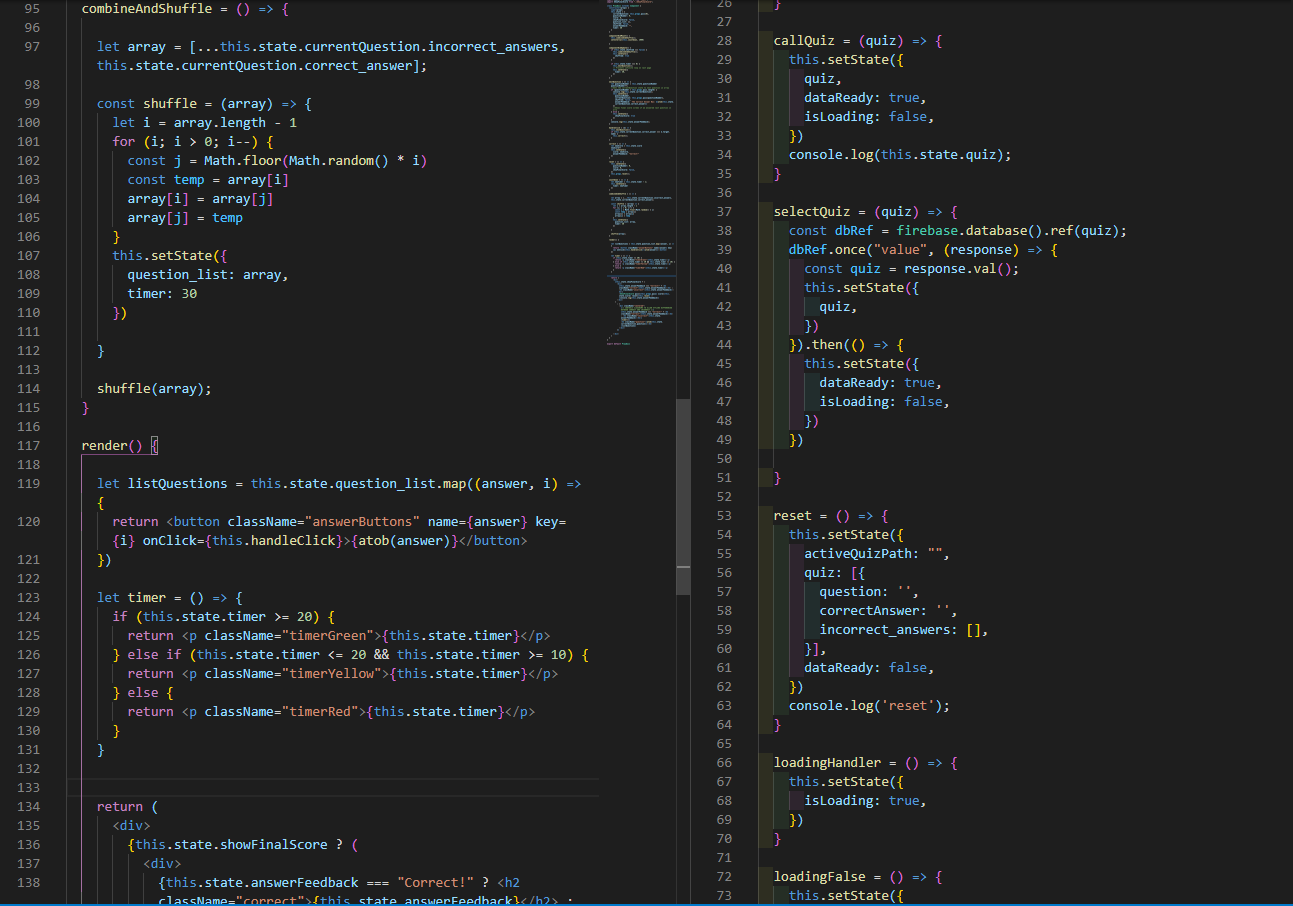 95 combineAndShuffle = () => {
96
97 let array = [...this.state.currentQuestion.incorrect_answers,
this.state.currentQuestion.correct_answer];
98
99 const shuffle = (array) => {
100 let i = array.length - 1
101 for (i; i > 0; i--) {
102 const j = Math.floor(Math.random() * i)
103 const temp = array[i]
104 array[i] = array[j]
105 array[j] = temp
106 }
107 this.setState({
108 question_list: array,
109 timer: 30
110 })
111
112 }
113
114 shuffle(array);
115 }
116
117 render() {
118
119 let listQuestions = this.state.question_list.map((answer, i) =>
{
120 return <button className="answerButtons" name={answer} key=
{i} onClick={this.handleClick}>{atob(answer)}</button>
121 })
122
123 let timer = () => {
124 if (this.state.timer >= 20) {
125 return <p className="timerGreen">{this.state.timer}</p>
126 } else if (this.state.timer <= 20 && this.state.timer >= 10) {
127 return <p className="timerYellow">{this.state.timer}</p>
128 } else {
129 return <p className="timerRed">{this.state.timer}</p>
130 }
131 }
132
133
134 return (
135 <div>
136 {this.state.showFinalScore ? (
137 <div>
138 {this.state.answerFeedback === "Correct!" ? <h2
className="correct">{this.state.answerFeedback}</h2> :
26 }
27
28 callQuiz = (quiz) => {
29 this.setState({
30 quiz,
31 dataReady: true,
32 isLoading: false,
33 })
34 console.log(this.state.quiz);
35 }
36
37 selectQuiz = (quiz) => {
38 const dbRef = firebase.database().ref(quiz);
39 dbRef.once("value", (response) => {
40 const quiz = response.val();
41 this.setState({
42 quiz,
43 })
44 }).then(() => {
45 this.setState({
46 dataReady: true,
47 isLoading: false,
48 })
49 })
50
51 }
52
53 reset = () => {
54 this.setState({
55 activeQuizPath: "",
56 quiz: [{
57 question: '',
58 correctAnswer: '',
59 incorrect_answers: [],
60 }],
61 dataReady: false,
62 })
63 console.log('reset');
64 }
65
66 loadingHandler = () => {
67 this.setState({
68 isLoading: true,
69 })
70 }
71
72 loadingFalse = () => {
73 this.setState({